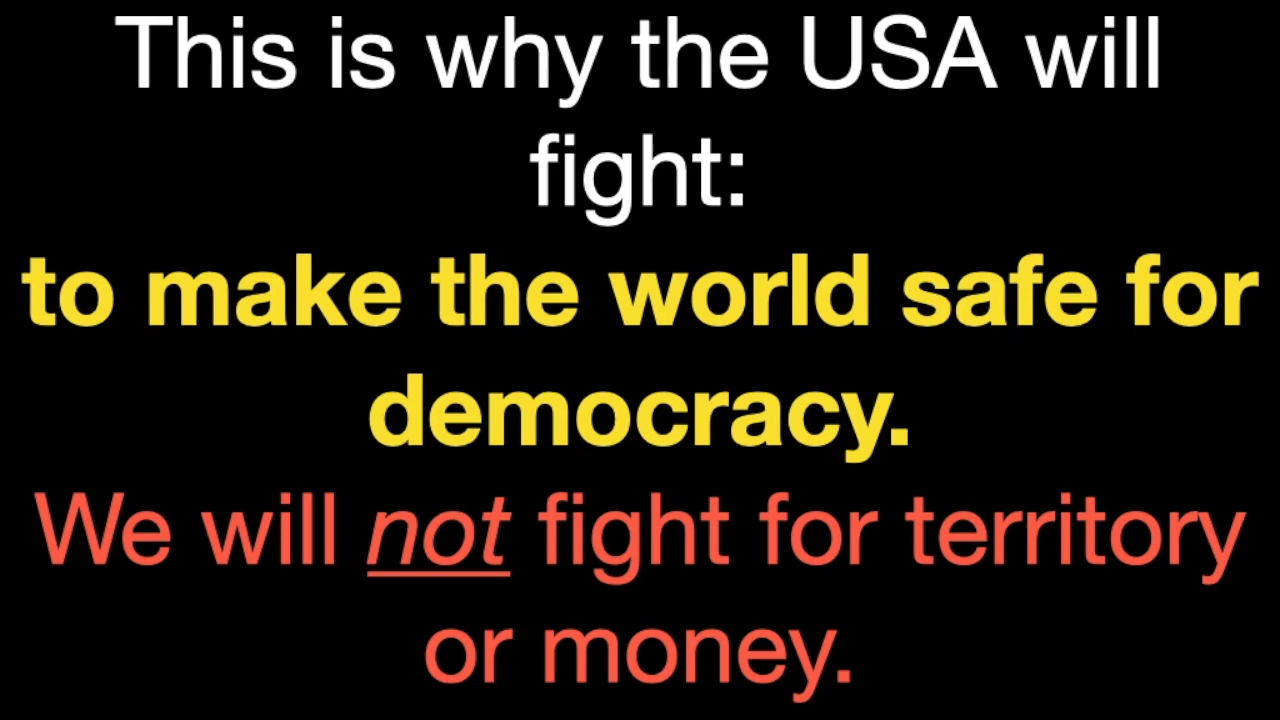 This is why the USA will
fight:
to make the world safe for
democracy.
We will not fight for territory
or money.